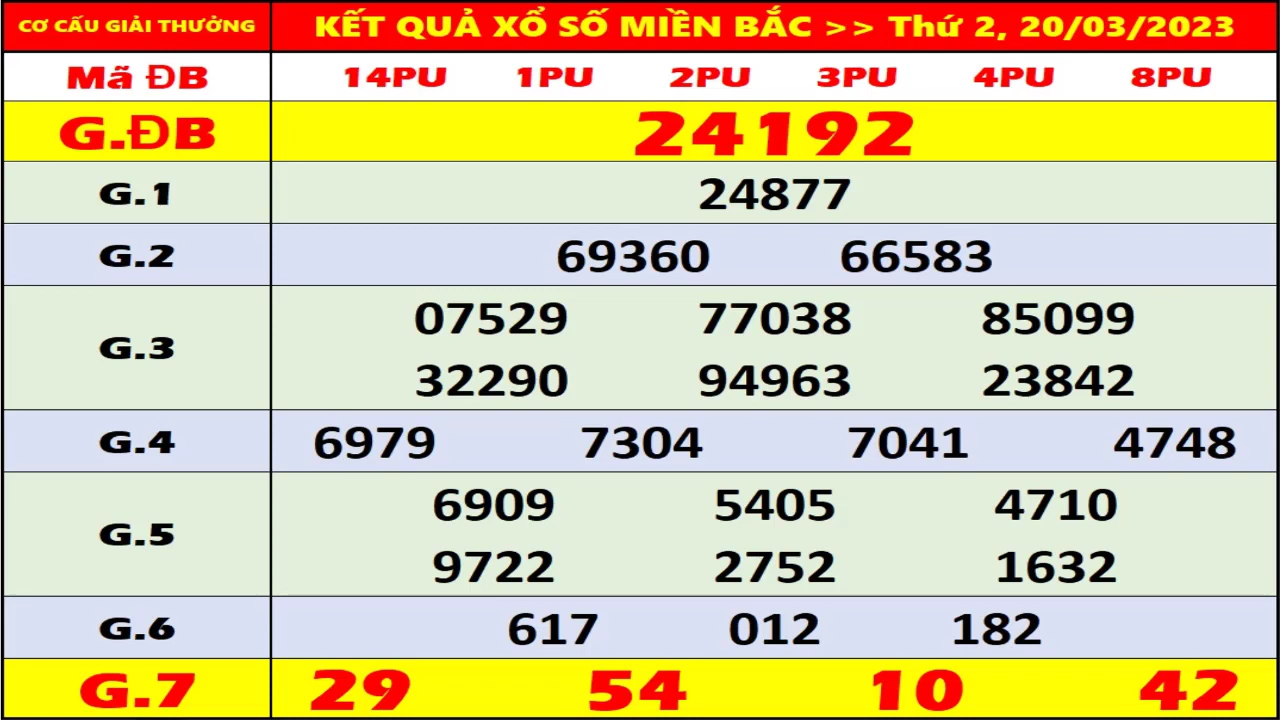 CƠ CẤU GIẢI THƯỞNG KẾT QUẢ XỔ SỐ MIỀN BẮC >> Thứ 2, 20/03/2023
Mã ĐB 14PU 1PU 2PU 3PU 4PU 8PU
G.ĐB 24192
G.1 24877
G.2 69360 66583
G.3 07529 77038 85099
32290 94963 23842
G.4 6979 7304 7041 4748
G.5 6909 5405 4710
9722 2752 1632
G.6 617 012 182
G.7 29 54 10 42